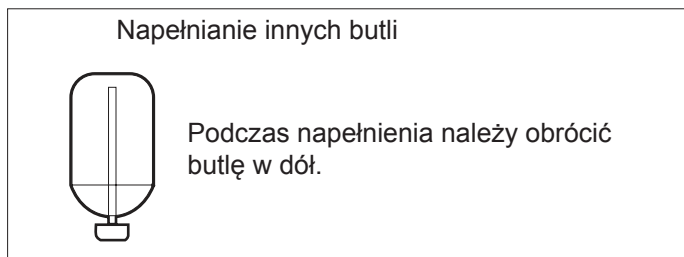 Napełnianie innych butli
Podczas napełnienia należy obrócić
butlę w dół.